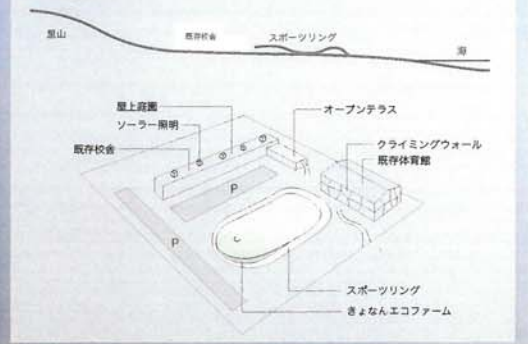 里山
既存校舎
スポーツリング
海
屋上庭園
ソーラー照明
既存校舎
オープンテラス
クライミングウォール
既存体育館
P
P
スポーツリング
きょなんエコファーム